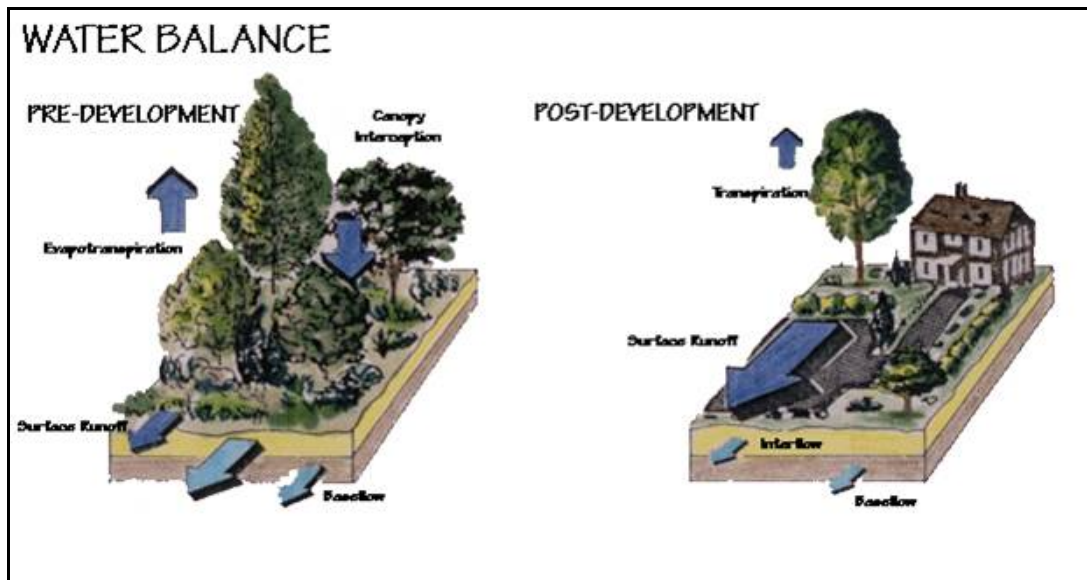 WATER BALANCE
PRE-DEVELOPMENT
Canopy
Interception
Evapotranspiration
Surface Runoff
Baseflow
POST-DEVELOPMENT
Transpiration
Surface Runoff
Interflow
Baseflow